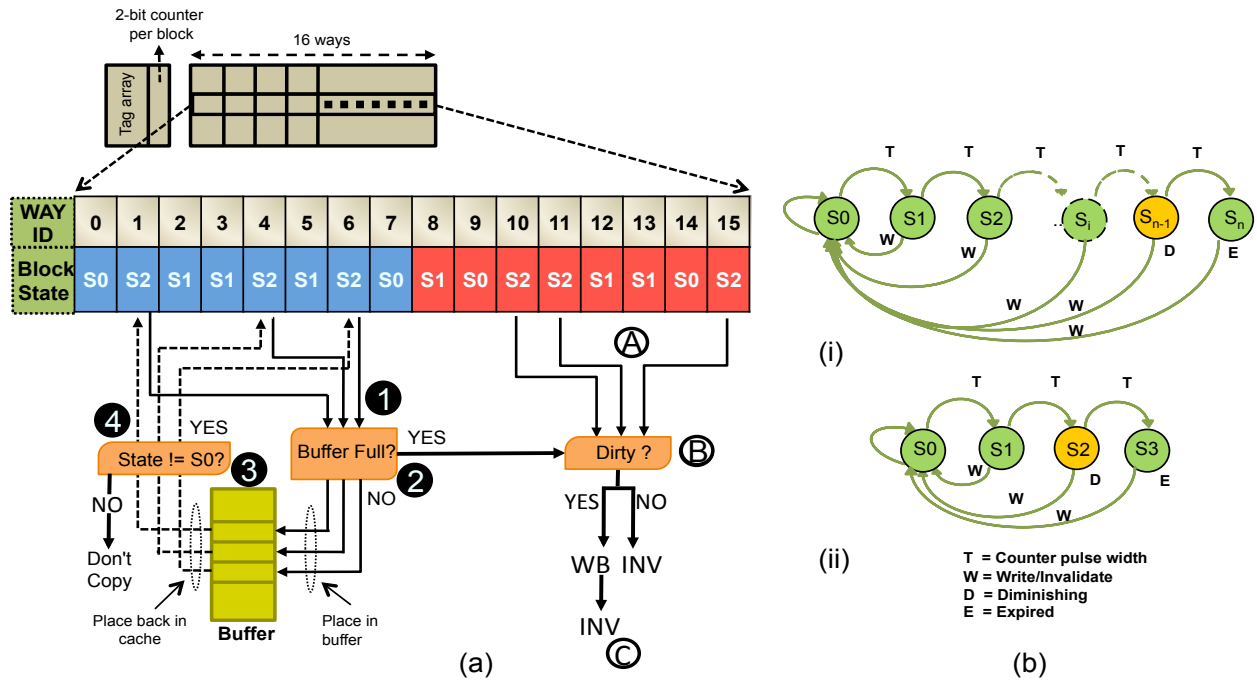 2-bit counter
per block
16 ways
Tag array
WAY ID 0 1 2 3 4 5 6 7 8 9 10 11 12 13 14 15
Block State S0 S2 S1 S1 S2 S1 S2 S0 S1 S0 S2 S2 S1 S1 S0 S2
A
1
4
YES
State != S0?
3
Buffer Full?
YES
2
NO
Dirty ?
B
NO
Don't
Copy
YES
NO
WB
INV
INV
C
Place back in
cache
Buffer
Place in
buffer
(a)
T T T T T
S0 S1 S2 .. Si Sn-1 Sn
W
W
D
E
W
W
W
(i)
T T T
S0 S1 S2 S3
W
W
D
E
W
(ii)
T = Counter pulse width
W = Write/Invalidate
D = Diminishing
E = Expired
(b)